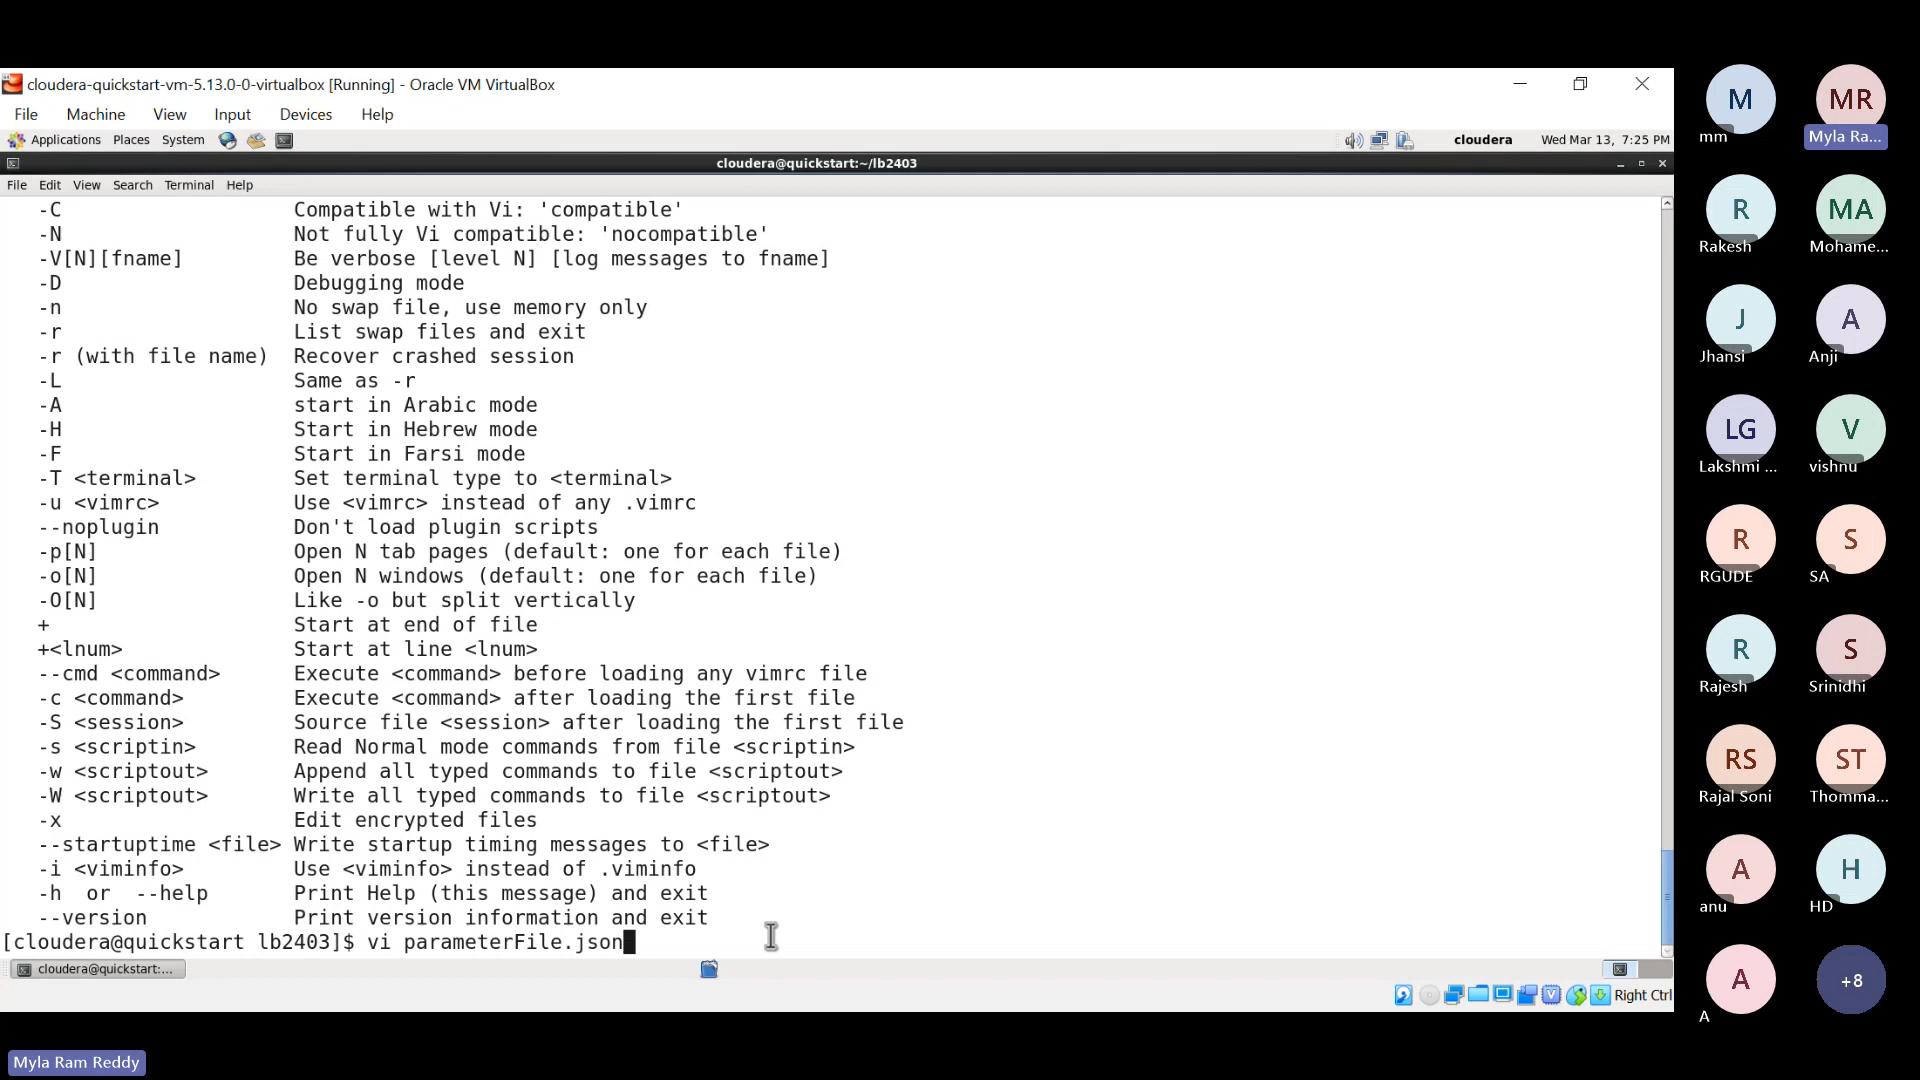 cloudera-quickstart-vm-5.13.0-0-virtualbox [Running] - Oracle VM VirtualBox
File Machine View Input Devices Help
Applications Places System cloudera Wed Mar 13, 7:25 PM
cloudera@quickstart:~/lb2403
File Edit View Search Terminal Help
-C Compatible with Vi: 'compatible'
-N Not fully Vi compatible: 'nocompatible'
-V[N][fname] Be verbose [level N] [log messages to fname]
-D Debugging mode
-n No swap file, use memory only
-r List swap files and exit
-r (with file name) Recover crashed session
-L Same as -r
-A start in Arabic mode
-H Start in Hebrew mode
-F Start in Farsi mode
-T <terminal> Set terminal type to <terminal>
-u <vimrc> Use <vimrc> instead of any .vimrc
--noplugin Don't load plugin scripts
-p[N] Open N tab pages (default: one for each file)
-o[N] Open N windows (default: one for each file)
-O[N] Like -o but split vertically
+ Start at end of file
+<lnum> Start at line <lnum>
--cmd <command> Execute <command> before loading any vimrc file
-c <command> Execute <command> after loading the first file
-S <session> Source file <session> after loading the first file
-s <scriptin> Read Normal mode commands from file <scriptin>
-w <scriptout> Append all typed commands to file <scriptout>
-W <scriptout> Write all typed commands to file <scriptout>
-x Edit encrypted files
--startuptime <file> Write startup timing messages to <file>
-i <viminfo> Use <viminfo> instead of .viminfo
-h or --help Print Help (this message) and exit
--version Print version information and exit
[cloudera@quickstart lb2403]$ vi parameterFile.json
cloudera@quickstart:...
Right Ctrl
Myla Ram Reddy
M MR
mm Myla Ra...
R MA
Rakesh Mohame...
J A
Jhansi Anji
LG V
Lakshmi ... vishnu
R S
RGUDE SA
R S
Rajesh Srinidhi
RS ST
Rajal Soni Thomma...
A H
anu HD
A +8
A